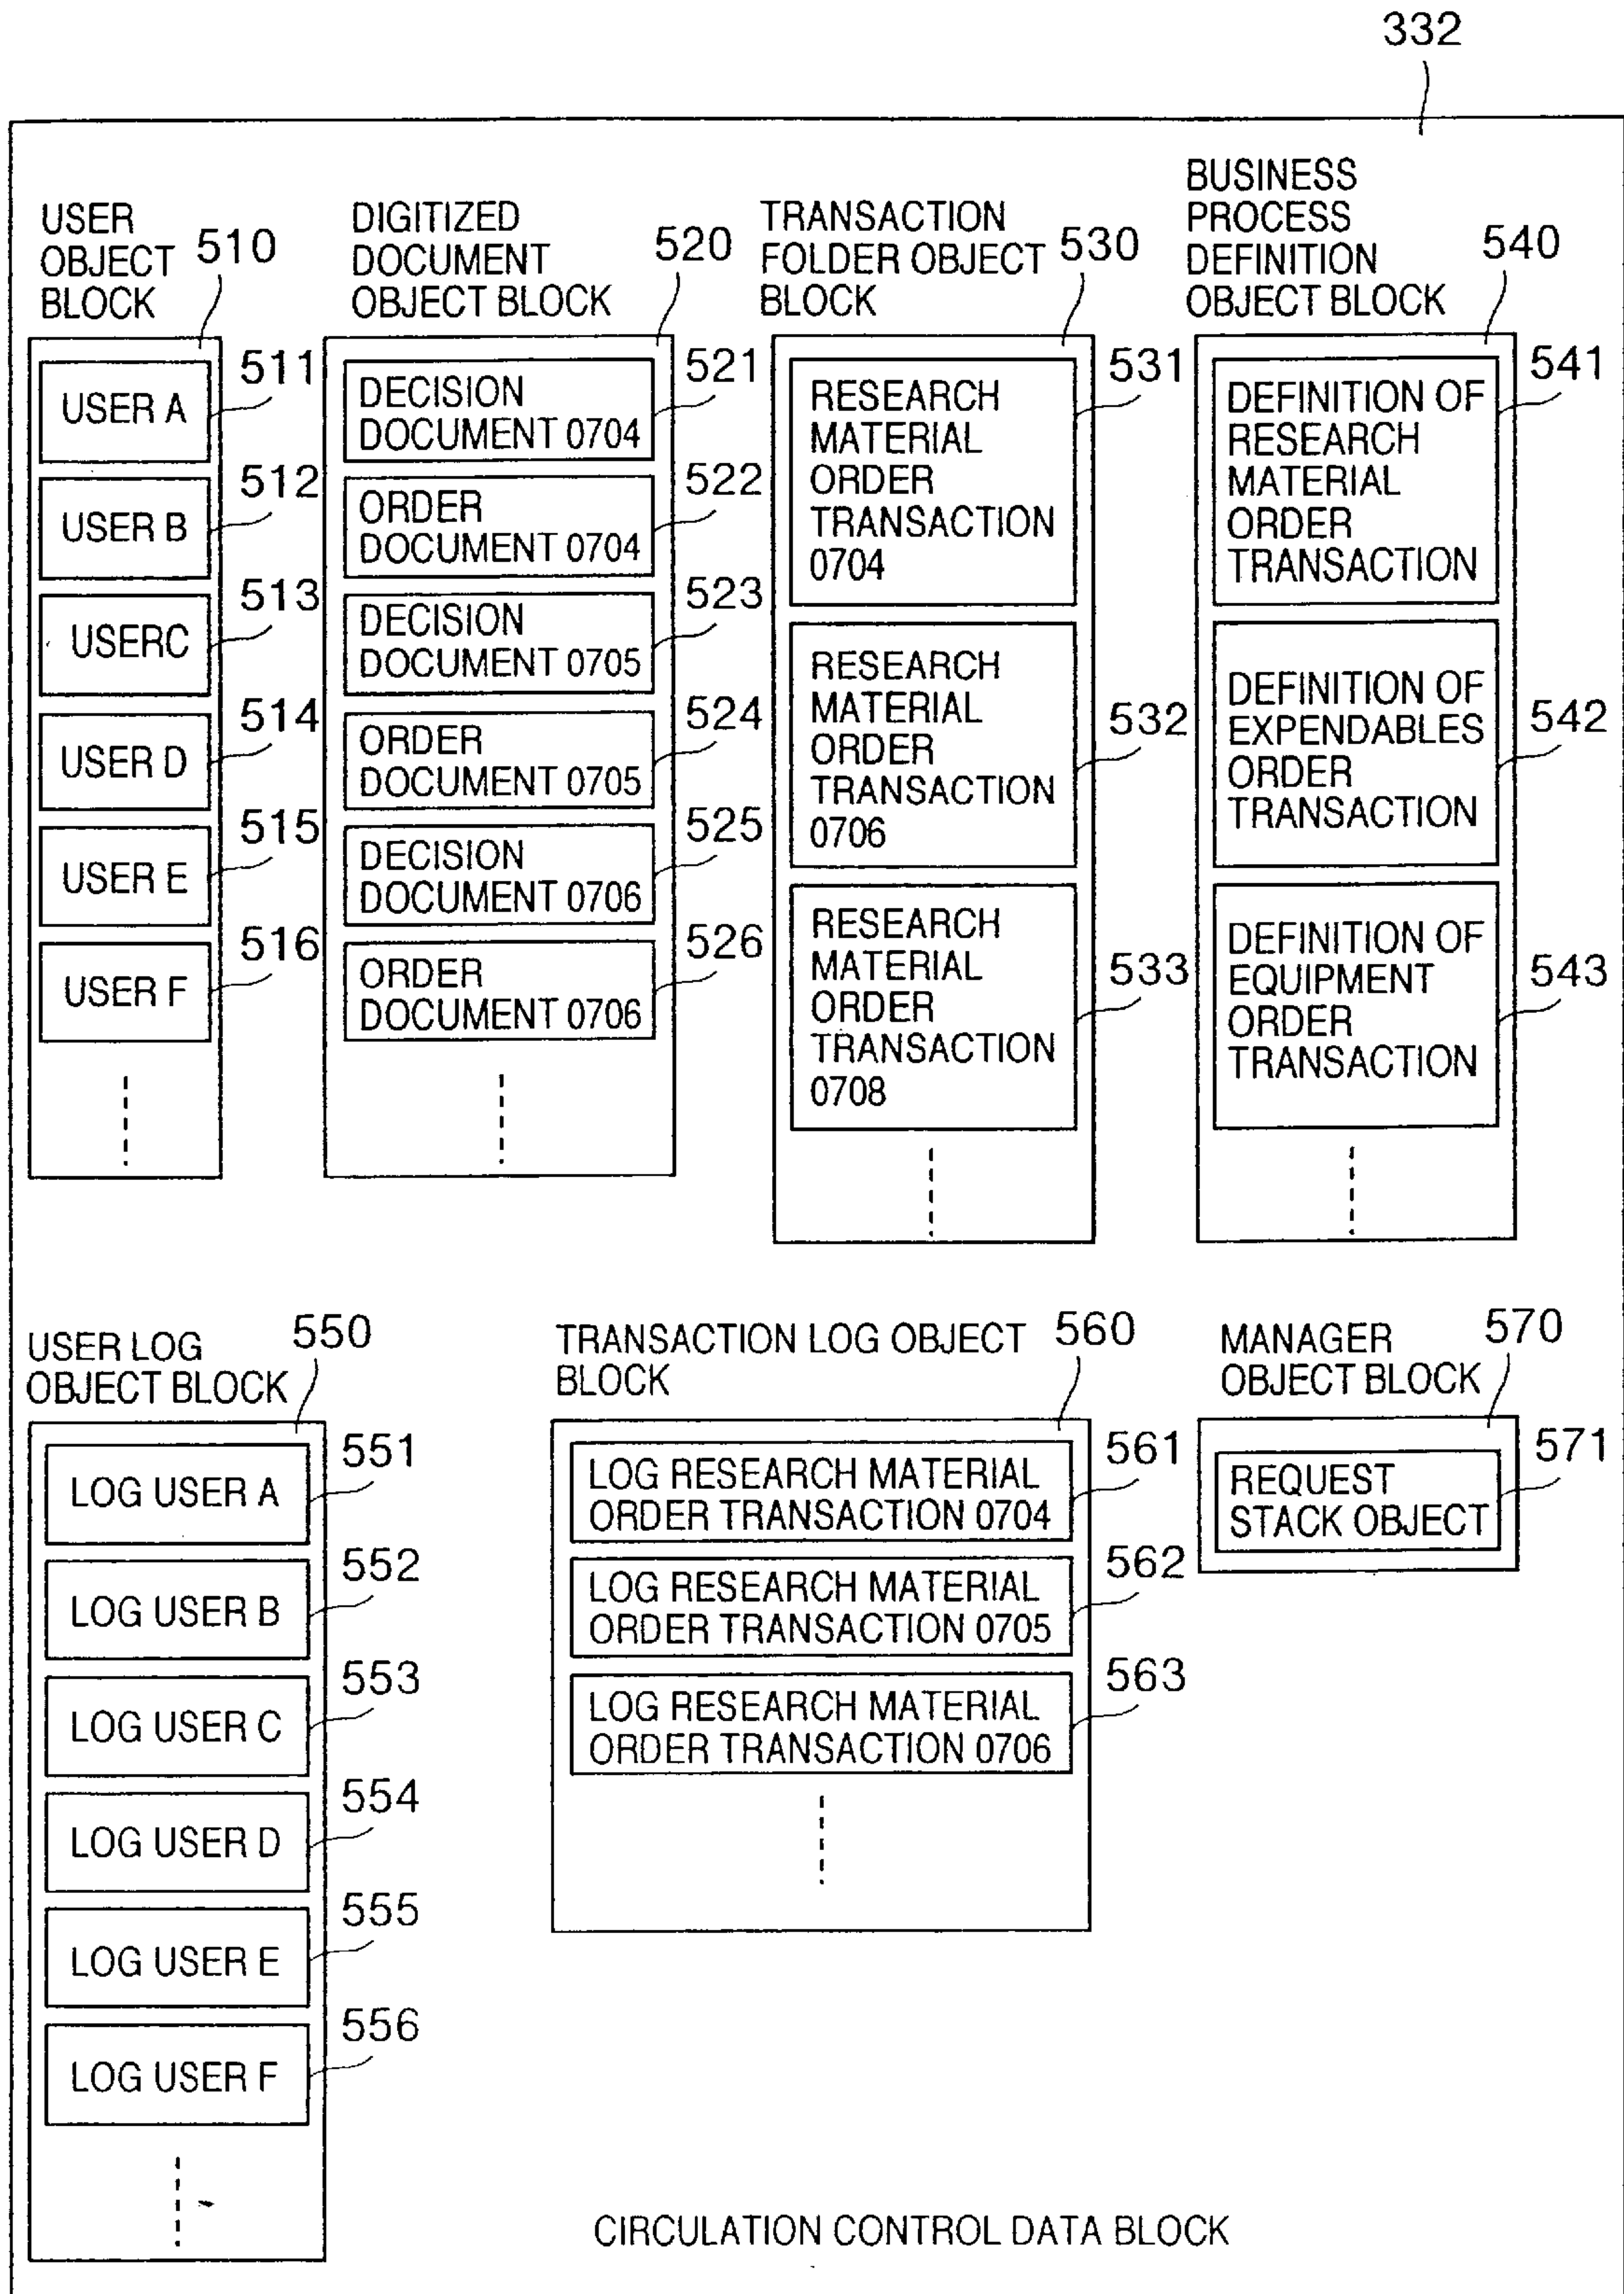 332
USER
OBJECT
BLOCK
510
USER A
511
USER B
512
USERC
513
USER D
514
USER E
515
USER F
516
DIGITIZED
DOCUMENT
OBJECT BLOCK
520
DECISION
DOCUMENT 0704
521
ORDER
DOCUMENT 0704
522
DECISION
DOCUMENT 0705
523
ORDER
DOCUMENT 0705
524
DECISION
DOCUMENT 0706
525
ORDER
DOCUMENT 0706
526
TRANSACTION
FOLDER OBJECT
BLOCK
530
RESEARCH
MATERIAL
ORDER
TRANSACTION
0704
531
RESEARCH
MATERIAL
ORDER
TRANSACTION
0706
532
RESEARCH
MATERIAL
ORDER
TRANSACTION
0708
533
BUSINESS
PROCESS
DEFINITION
OBJECT BLOCK
540
DEFINITION OF
RESEARCH
MATERIAL
ORDER
TRANSACTION
541
DEFINITION OF
EXPENDABLES
ORDER
TRANSACTION
542
DEFINITION OF
EQUIPMENT
ORDER
TRANSACTION
543
USER LOG
OBJECT BLOCK
550
LOG USER A
551
LOG USER B
552
LOG USER C
553
LOG USER D
554
LOG USER E
555
LOG USER F
556
TRANSACTION LOG OBJECT
BLOCK
560
LOG RESEARCH MATERIAL
ORDER TRANSACTION 0704
561
LOG RESEARCH MATERIAL
ORDER TRANSACTION 0705
562
LOG RESEARCH MATERIAL
ORDER TRANSACTION 0706
563
MANAGER
OBJECT BLOCK
570
REQUEST
STACK OBJECT
571
CIRCULATION CONTROL DATA BLOCK